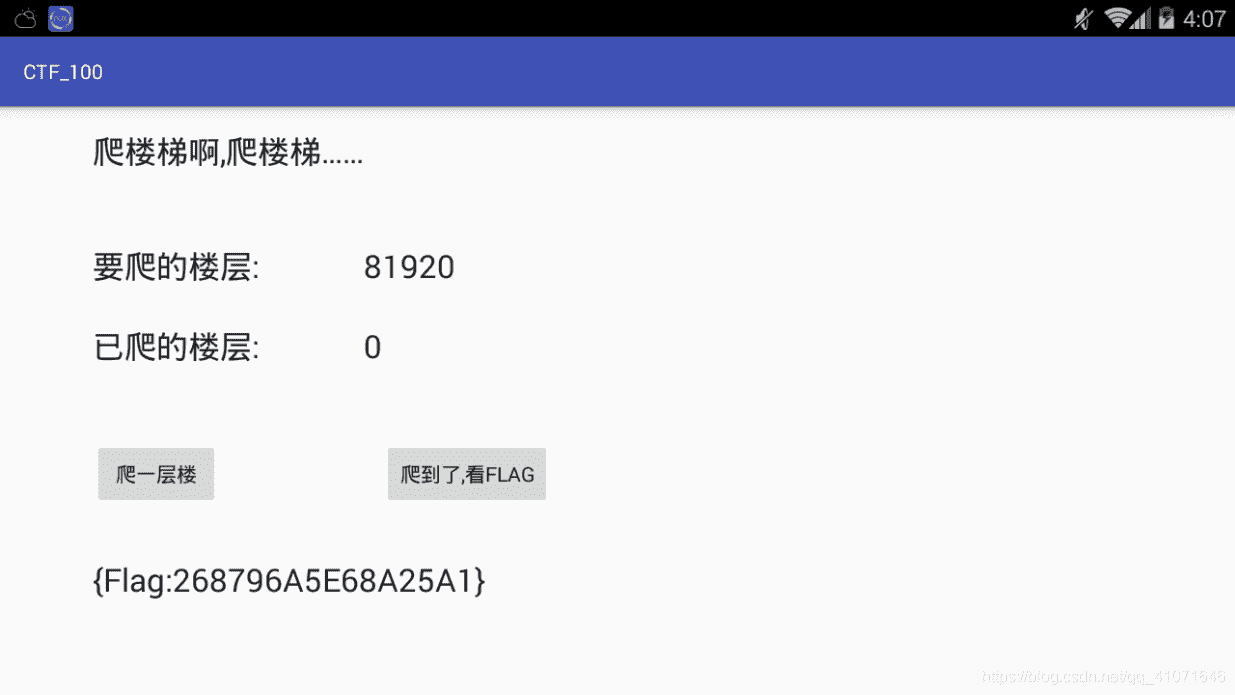 4:07
CTF_100
爬楼梯啊,爬楼梯......
要爬的楼层: 81920
已爬的楼层: 0
爬一层楼 爬到了,看FLAG
{Flag:268796A5E68A25A1}
https://blog.csdn.net/qq_41071646